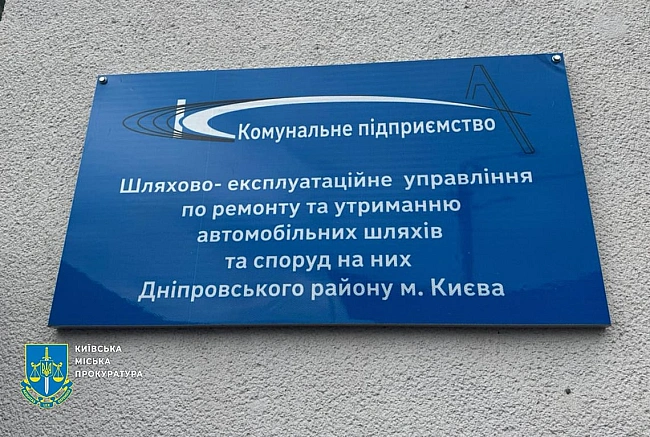 Комунальне підприємство
Шляхово- експлуатаційне управління
по ремонту та утриманню
автомобільних шляхів
та споруд на них
Дніпровського району м. Києва
КИЇВСЬКА
МІСЬКА
ПРОКУРАТУРА